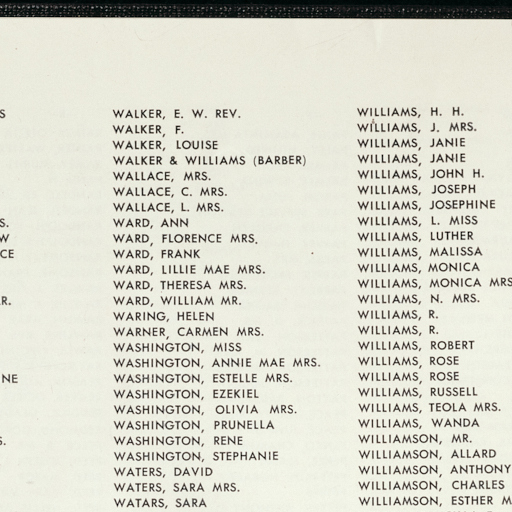 WALKER, E. W. REV.
WALKER, F.
WALKER, LOUISE
WALKER & WILLIAMS (BARBER)
WALLACE, MRS.
WALLACE, C. MRS.
WALLACE, L. MRS.
WARD, ANN
WARD, FLORENCE MRS.
WARD, FRANK
WARD, LILLIE MAE MRS.
WARD, THERESA MRS.
WARD, WILLIAM MR.
WARING, HELEN
WARNER, CARMEN MRS.
WASHINGTON, MISS
WASHINGTON, ANNIE MAE MRS.
WASHINGTON, ESTELLE MRS.
WASHINGTON, EZEKIEL
WASHINGTON, OLIVIA MRS.
WASHINGTON, PRUNELLA
WASHINGTON, RENE
WASHINGTON, STEPHANIE
WATERS, DAVID
WATERS, SARA MRS.
WATARS, SARA
WILLIAMS, H. H.
WILLIAMS, J. MRS.
WILLIAMS, JANIE
WILLIAMS, JANIE
WILLIAMS, JOHN H.
WILLIAMS, JOSEPH
WILLIAMS, JOSEPHINE
WILLIAMS, L. MISS
WILLIAMS, LUTHER
WILLIAMS, MALISSA
WILLIAMS, MONICA
WILLIAMS, MONICA MRS
WILLIAMS, N. MRS.
WILLIAMS, R.
WILLIAMS, R.
WILLIAMS, ROBERT
WILLIAMS, ROSE
WILLIAMS, ROSE
WILLIAMS, RUSSELL
WILLIAMS, TEOLA MRS.
WILLIAMS, WANDA
WILLIAMSON, MR.
WILLIAMSON, ALLARD
WILLIAMSON, ANTHONY
WILLIAMSON, CHARLES
WILLIAMSON, ESTHER M